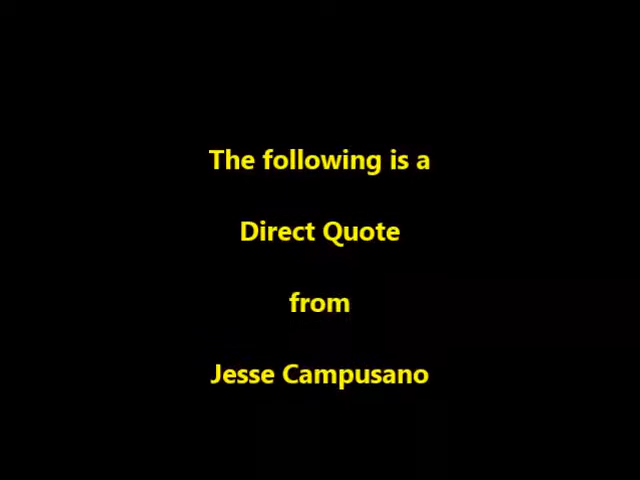 The following is a
Direct Quote
from
Jesse Campusano